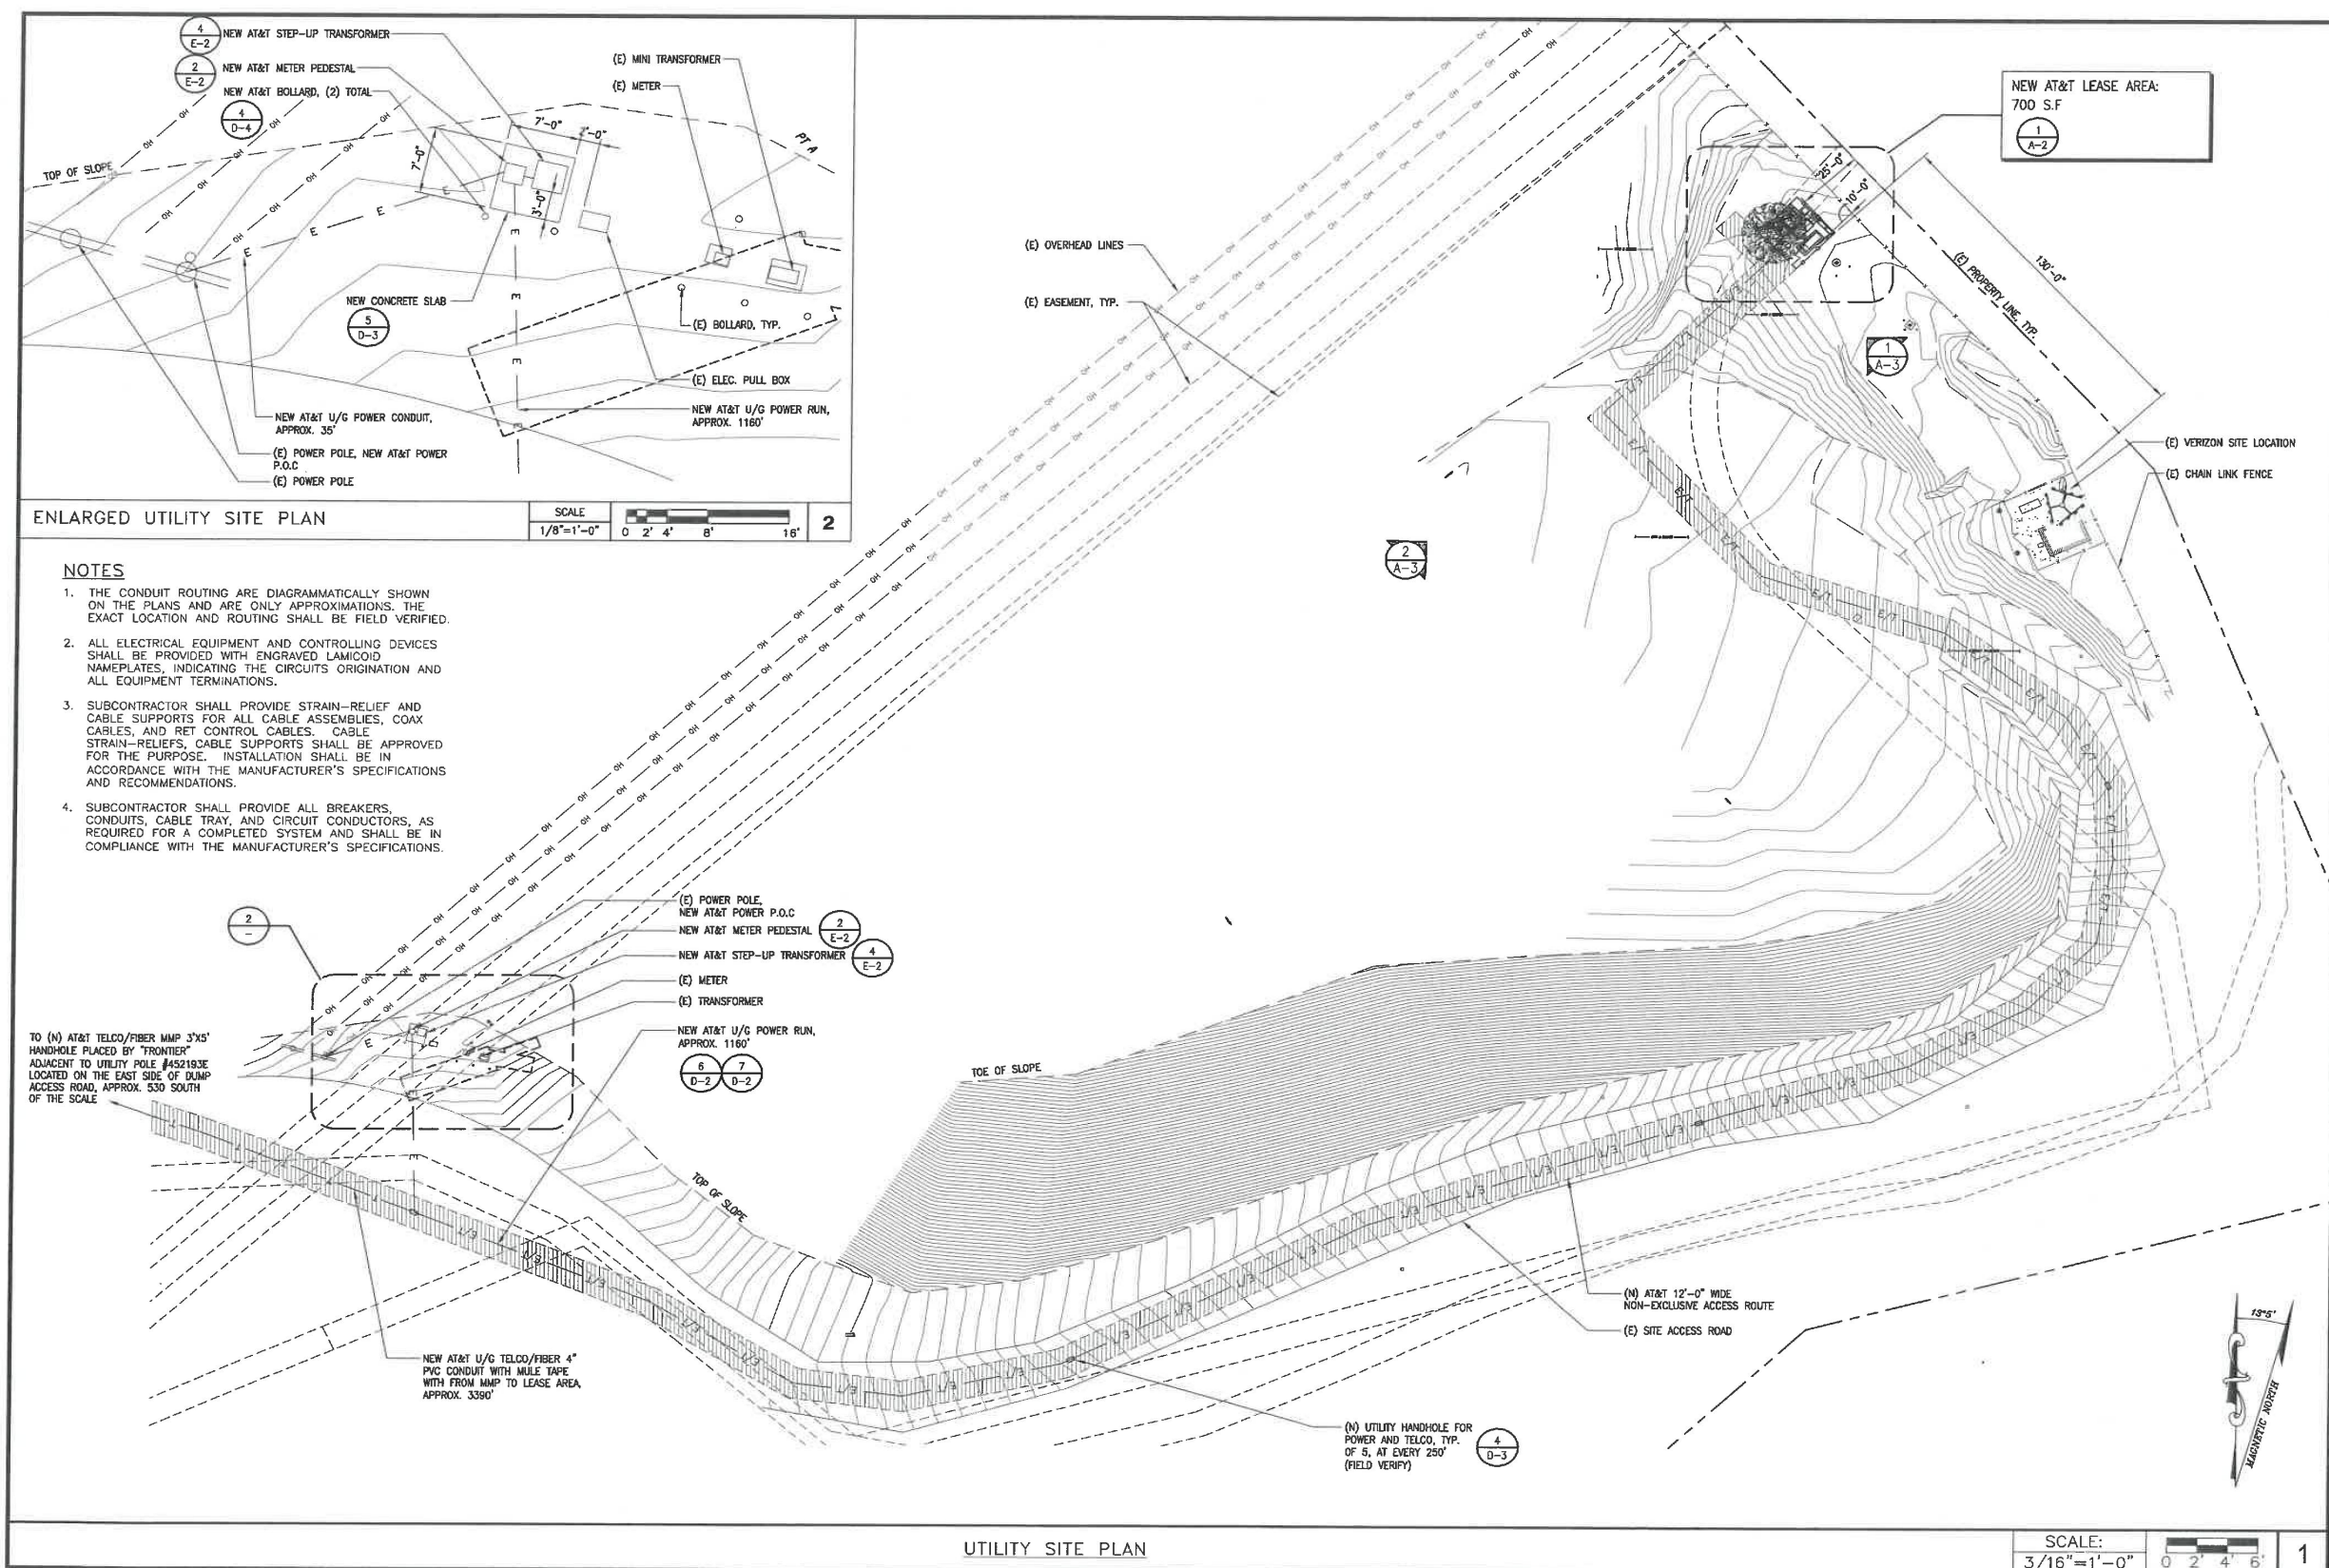 4
E-2
NEW AT&T STEP-UP TRANSFORMER
2
E-2
NEW AT&T METER PEDESTAL
NEW AT&T BOLLARD, (2) TOTAL
4
D-4
(E) MINI TRANSFORMER
(E) METER
7'-0"
2'-0"
7'-0"
3'-0"
PT A
TOP OF SLOPE
OH
OH
OH
E
E
E
NEW CONCRETE SLAB
5
D-3
(E) BOLLARD, TYP.
(E) ELEC. PULL BOX
NEW AT&T U/G POWER RUN,
APPROX. 1160'
NEW AT&T U/G POWER CONDUIT,
APPROX. 35'
(E) POWER POLE, NEW AT&T POWER
P.O.C
(E) POWER POLE
ENLARGED UTILITY SITE PLAN
SCALE
1/8"=1'-0"
0 2' 4' 8' 16'
2
NOTES
1. THE CONDUIT ROUTING ARE DIAGRAMMATICALLY SHOWN
ON THE PLANS AND ARE ONLY APPROXIMATIONS. THE
EXACT LOCATION AND ROUTING SHALL BE FIELD VERIFIED.
2. ALL ELECTRICAL EQUIPMENT AND CONTROLLING DEVICES
SHALL BE PROVIDED WITH ENGRAVED LAMICOID
NAMEPLATES, INDICATING THE CIRCUITS ORIGINATION AND
ALL EQUIPMENT TERMINATIONS.
3. SUBCONTRACTOR SHALL PROVIDE STRAIN-RELIEF AND
CABLE SUPPORTS FOR ALL CABLE ASSEMBLIES, COAX
CABLES, AND RET CONTROL CABLES. CABLE
STRAIN-RELIEFS, CABLE SUPPORTS SHALL BE APPROVED
FOR THE PURPOSE. INSTALLATION SHALL BE IN
ACCORDANCE WITH THE MANUFACTURER'S SPECIFICATIONS
AND RECOMMENDATIONS.
4. SUBCONTRACTOR SHALL PROVIDE ALL BREAKERS,
CONDUITS, CABLE TRAY, AND CIRCUIT CONDUCTORS, AS
REQUIRED FOR A COMPLETED SYSTEM AND SHALL BE IN
COMPLIANCE WITH THE MANUFACTURER'S SPECIFICATIONS.
NEW AT&T LEASE AREA:
700 S.F
1
A-2
25'-0"
10'-0"
130'-0"
(E) PROPERTY LINE, TYP.
(E) OVERHEAD LINES
(E) EASEMENT, TYP.
1
A-3
(E) VERIZON SITE LOCATION
(E) CHAIN LINK FENCE
2
A-3
2
-
(E) POWER POLE,
NEW AT&T POWER P.O.C
NEW AT&T METER PEDESTAL
2
E-2
NEW AT&T STEP-UP TRANSFORMER
4
E-2
(E) METER
(E) TRANSFORMER
NEW AT&T U/G POWER RUN,
APPROX. 1160'
6
D-2
7
D-2
TO (N) AT&T TELCO/FIBER MMP 3'X5'
HANDHOLE PLACED BY "FRONTIER"
ADJACENT TO UTILITY POLE #452193E
LOCATED ON THE EAST SIDE OF DUMP
ACCESS ROAD, APPROX. 530 SOUTH
OF THE SCALE
TOE OF SLOPE
TOP OF SLOPE
E/T
E/T
E/T
NEW AT&T U/G TELCO/FIBER 4"
PVC CONDUIT WITH MULE TAPE
WITH FROM MMP TO LEASE AREA,
APPROX. 3390'
(N) AT&T 12'-0" WIDE
NON-EXCLUSIVE ACCESS ROUTE
(E) SITE ACCESS ROAD
(N) UTILITY HANDHOLE FOR
POWER AND TELCO, TYP.
OF 5, AT EVERY 250'
(FIELD VERIFY)
4
D-3
13°5'
MAGNETIC NORTH
UTILITY SITE PLAN
SCALE:
3/16"=1'-0"
0 2' 4' 6'
1